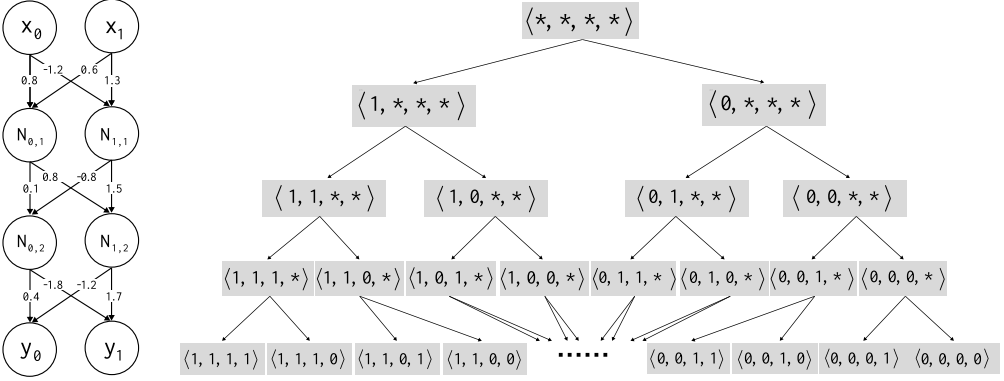 x₀ x₁
-1.2 0.6
0.8 1.3
N₀,₁ N₁,₁
0.8 -0.8
0.1 1.5
N₀,₂ N₁,₂
-1.8 -1.2
0.4 1.7
y₀ y₁
⟨*, *, *, *⟩
⟨1, *, *, *⟩ ⟨0, *, *, *⟩
⟨1, 1, *, *⟩ ⟨1, 0, *, *⟩ ⟨0, 1, *, *⟩ ⟨0, 0, *, *⟩
⟨1, 1, 1, *⟩ ⟨1, 1, 0, *⟩ ⟨1, 0, 1, *⟩ ⟨1, 0, 0, *⟩ ⟨0, 1, 1, *⟩ ⟨0, 1, 0, *⟩ ⟨0, 0, 1, *⟩ ⟨0, 0, 0, *⟩
⟨1, 1, 1, 1⟩ ⟨1, 1, 1, 0⟩ ⟨1, 1, 0, 1⟩ ⟨1, 1, 0, 0⟩ ...... ⟨0, 0, 1, 1⟩ ⟨0, 0, 1, 0⟩ ⟨0, 0, 0, 1⟩ ⟨0, 0, 0, 0⟩